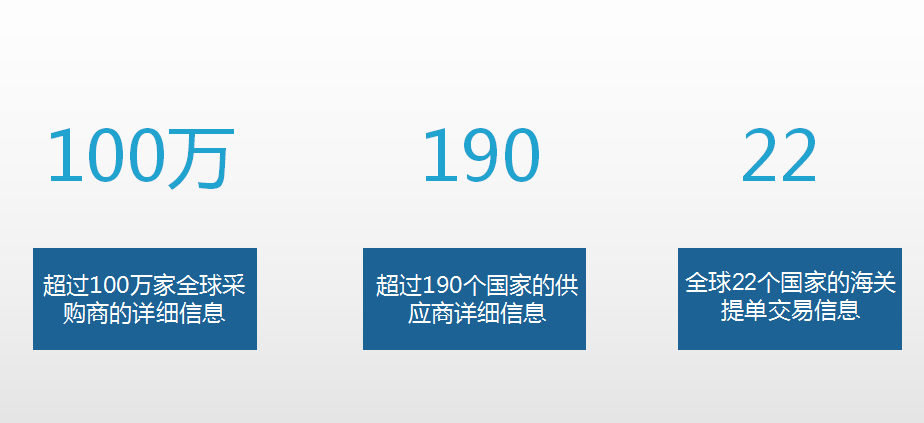 100万
190
22
超过100万家全球采
购商的详细信息
超过190个国家的供
应商详细信息
全球22个国家的海关
提单交易信息